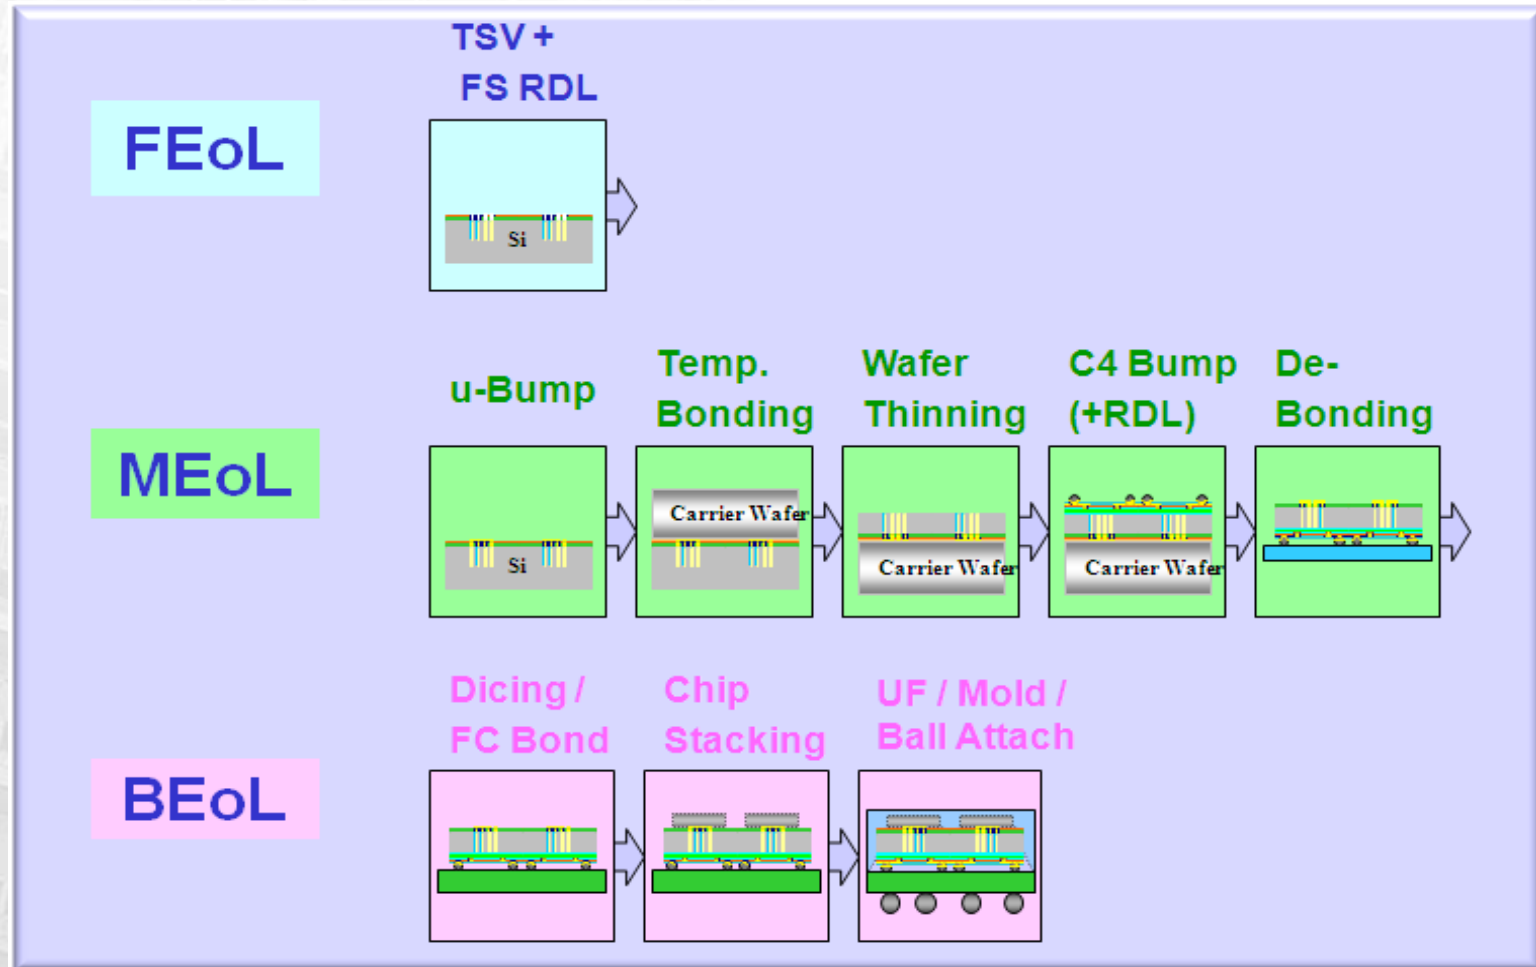 TSV +
FS RDL
FEoL
Si
u-Bump
Temp.
Bonding
Wafer
Thinning
C4 Bump
(+RDL)
De-
Bonding
MEoL
Si
Carrier Wafer
Carrier Wafer
Carrier Wafer
Dicing /
FC Bond
Chip
Stacking
UF / Mold /
Ball Attach
BEoL